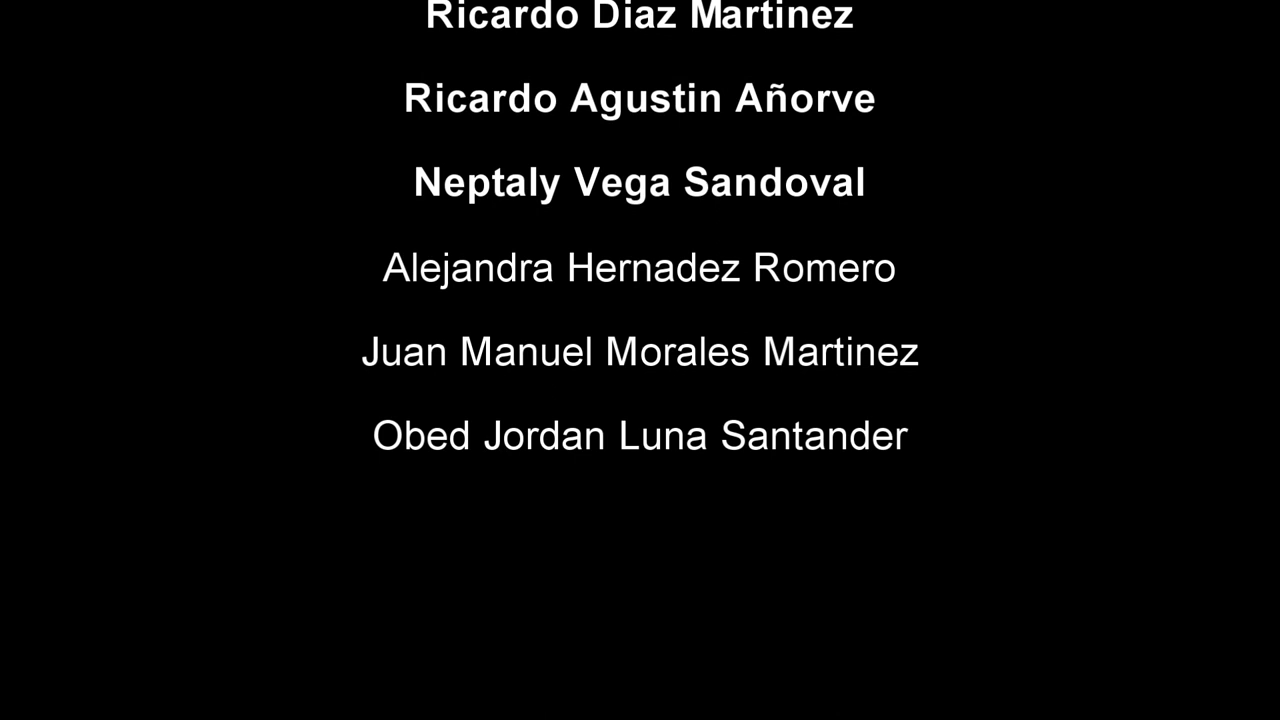 Ricardo Diaz Martinez
Ricardo Agustin Añorve
Neptaly Vega Sandoval
Alejandra Hernadez Romero
Juan Manuel Morales Martinez
Obed Jordan Luna Santander